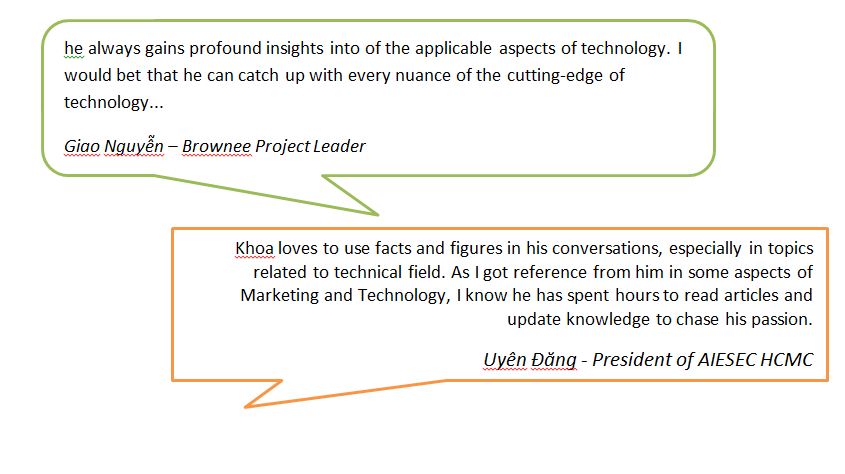 he always gains profound insights into of the applicable aspects of technology. I
would bet that he can catch up with every nuance of the cutting-edge of
technology...
Giao Nguyễn – Brownee Project Leader
Khoa loves to use facts and figures in his conversations, especially in topics
related to technical field. As I got reference from him in some aspects of
Marketing and Technology, I know he has spent hours to read articles and
update knowledge to chase his passion.
Uyên Đăng - President of AIESEC HCMC